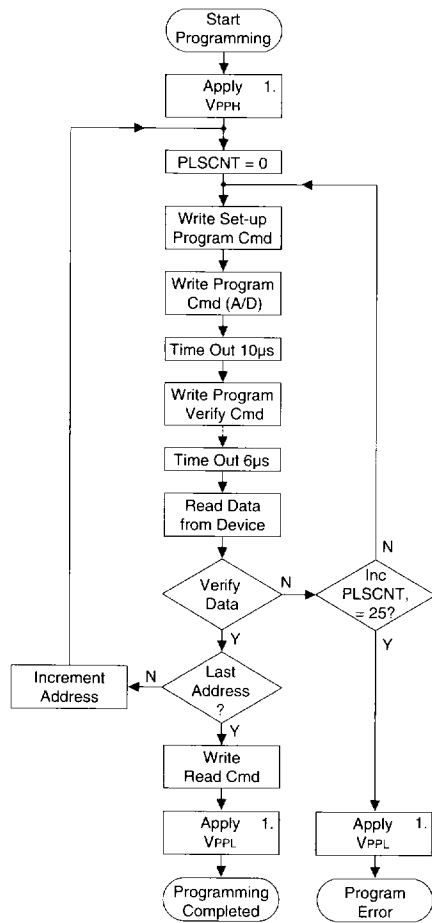 Start
Programming
Apply 1.
VPPH
PLSCNT = 0
Write Set-up
Program Cmd
Write Program
Cmd (A/D)
Time Out 10µs
Write Program
Verify Cmd
Time Out 6µs
Read Data
from Device
Verify
Data
N
Y
Inc
PLSCNT,
= 25?
N
Y
Last
Address
?
N
Y
Increment
Address
Write
Read Cmd
Apply 1.
VPPL
Programming
Completed
Apply 1.
VPPL
Program
Error